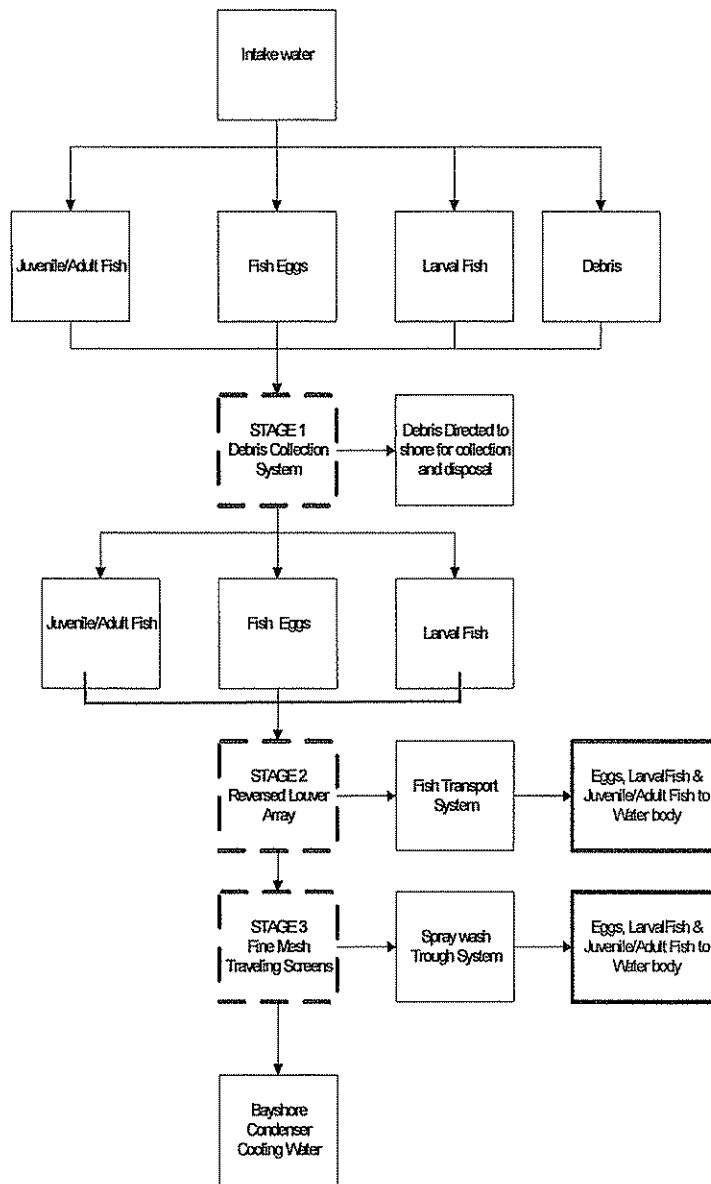 Intake water
Juvenile/Adult Fish
Fish Eggs
Larval Fish
Debris
STAGE 1
Debris Collection
System
Debris Directed to
shore for collection
and disposal
Juvenile/Adult Fish
Fish Eggs
Larval Fish
STAGE 2
Reversed Louver
Array
Fish Transport
System
Eggs, Larval Fish &
Juvenile/Adult Fish to
Water body
STAGE 3
Fine Mesh
Traveling Screens
Spray wash
Trough System
Eggs, Larval Fish &
Juvenile/Adult Fish to
Water body
Bayshore
Condenser
Cooling Water